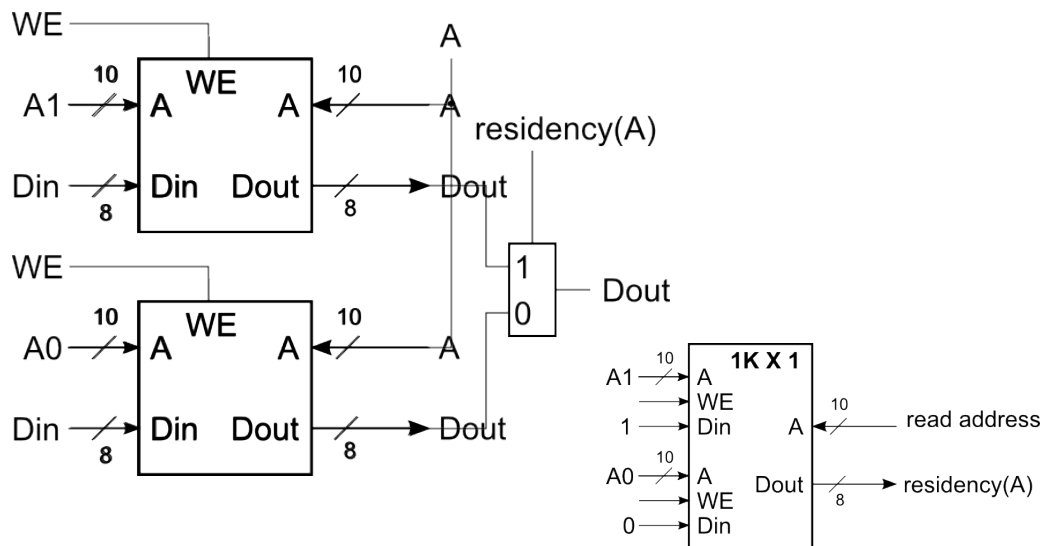 WE
A
10 WE 10
A1 A A A
residency(A)
Din Din Dout Dout
8 8
WE
1
Dout
0
10 WE 10
A0 A A A
1K X 1
10
A1 A
WE
10
1 Din A read address
Din Din Dout Dout
8 8
10
A0 A
Dout residency(A)
8
WE
0 Din